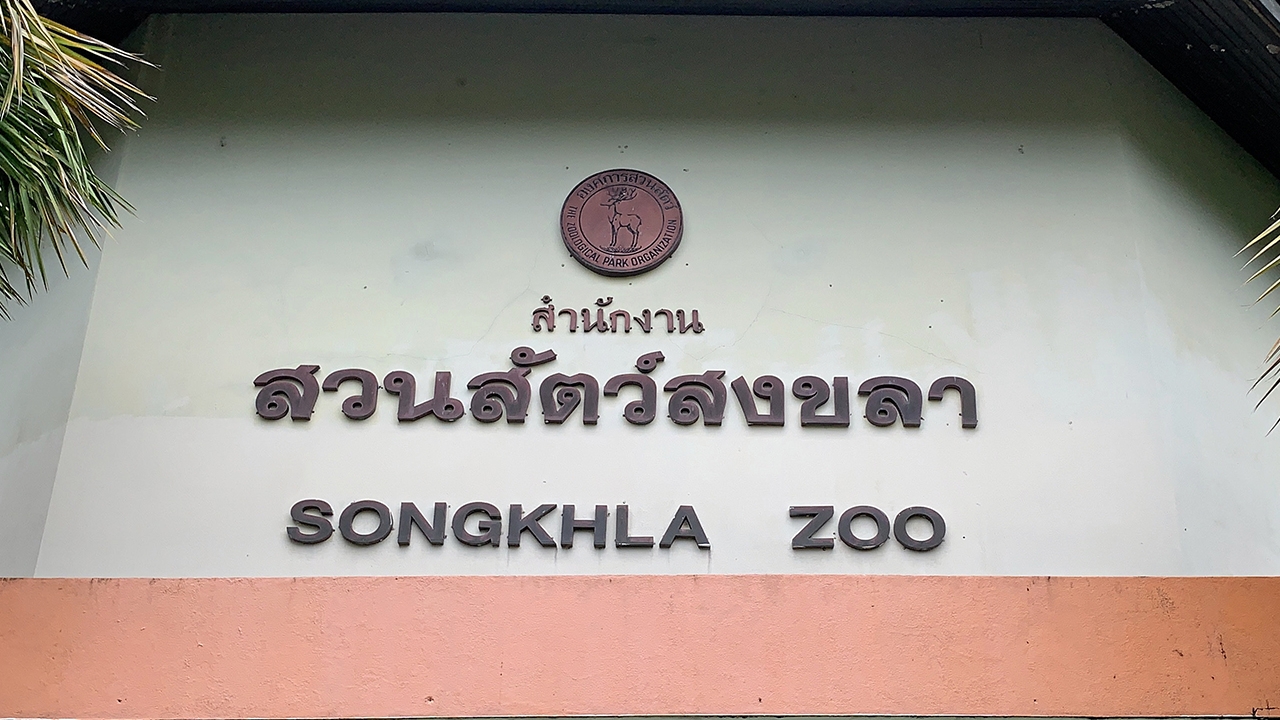 องค์การสวนสัตว์
THE ZOOLOGICAL PARK ORGANIZATION
สำนักงาน
สวนสัตว์สงขลา
SONGKHLA ZOO